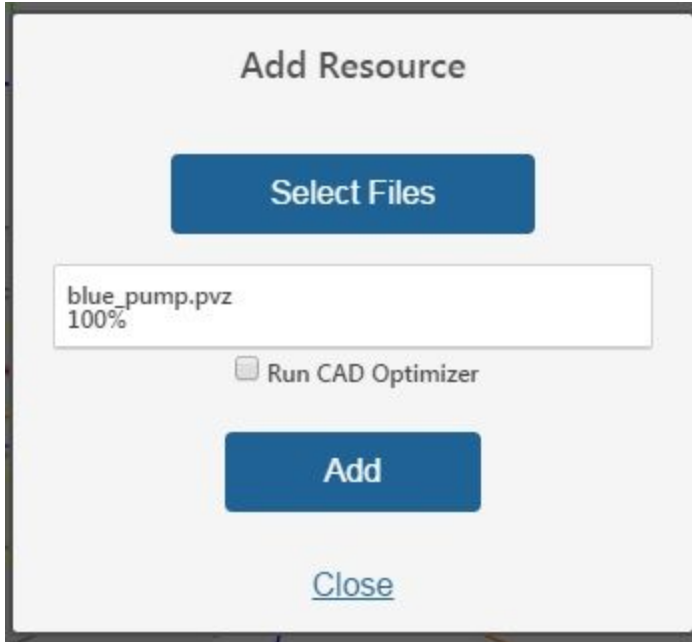 Add Resource
Select Files
blue_pump.pvz
100%
Run CAD Optimizer
Add
Close